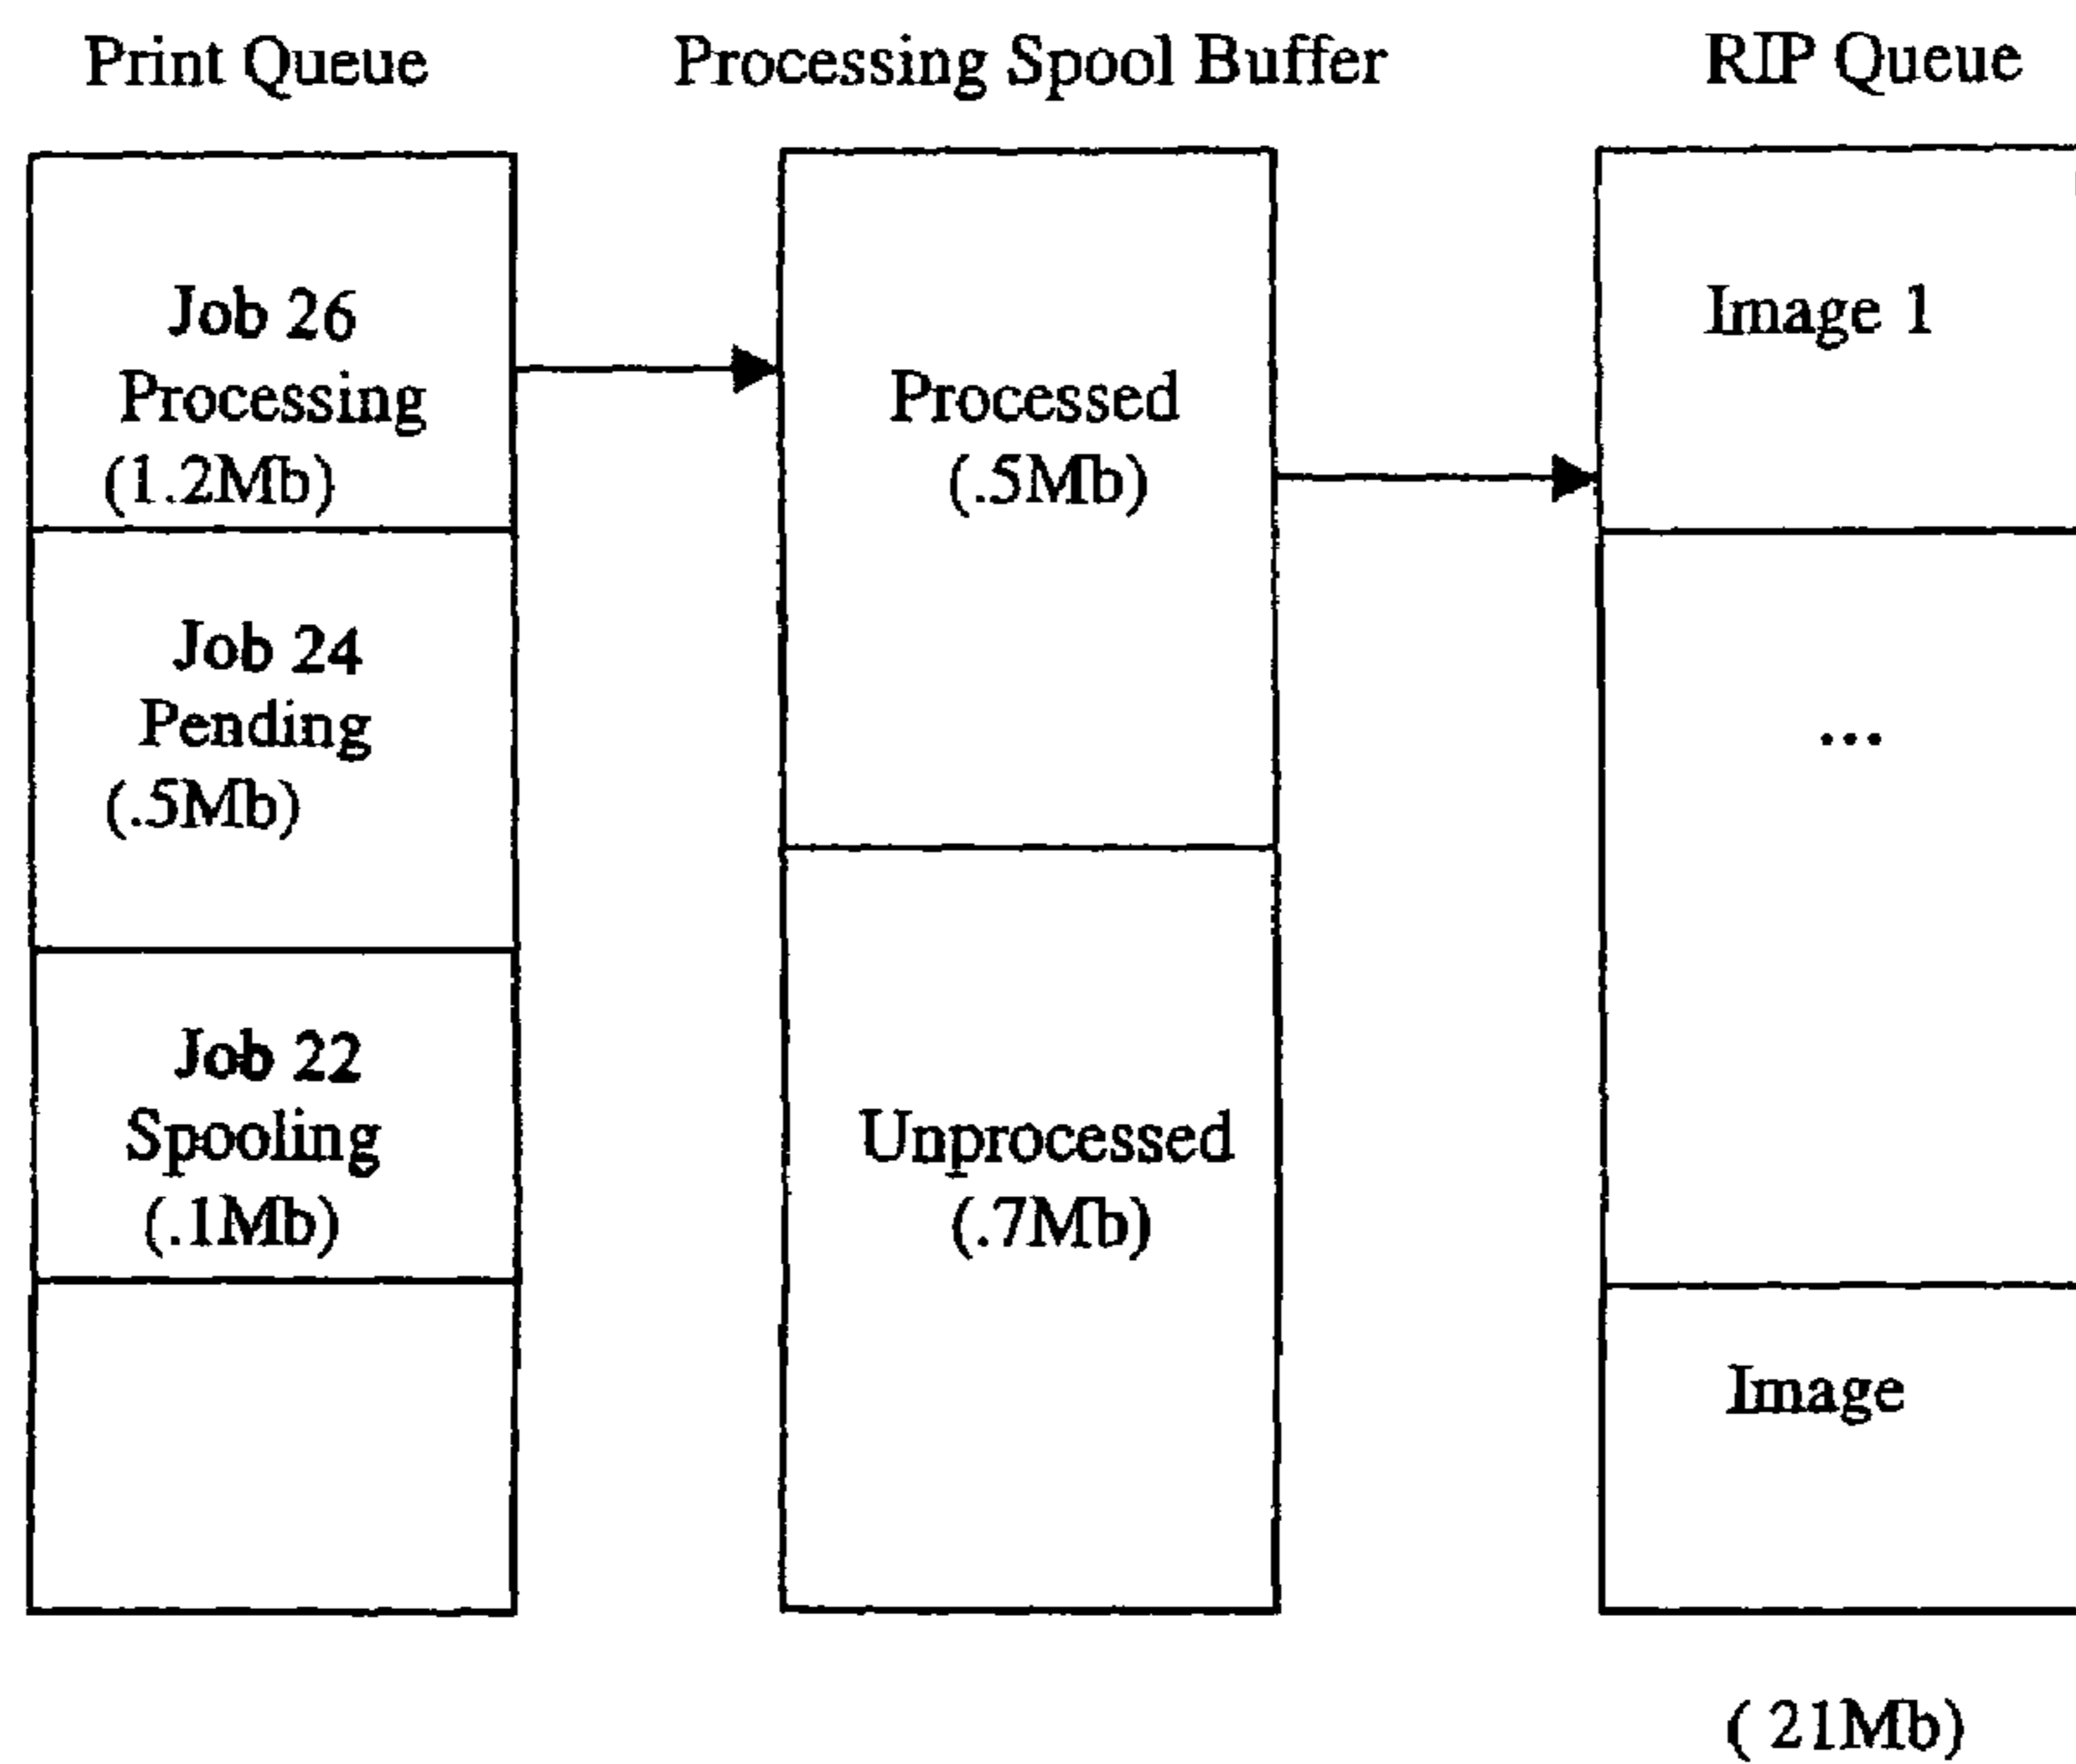 Print Queue
Processing Spool Buffer
RIP Queue
Job 26
Processing
(1.2Mb)
Job 24
Pending
(.5Mb)
Job 22
Spooling
(.1Mb)
Processed
(.5Mb)
Unprocessed
(.7Mb)
Image 1
...
Image
( 21Mb)